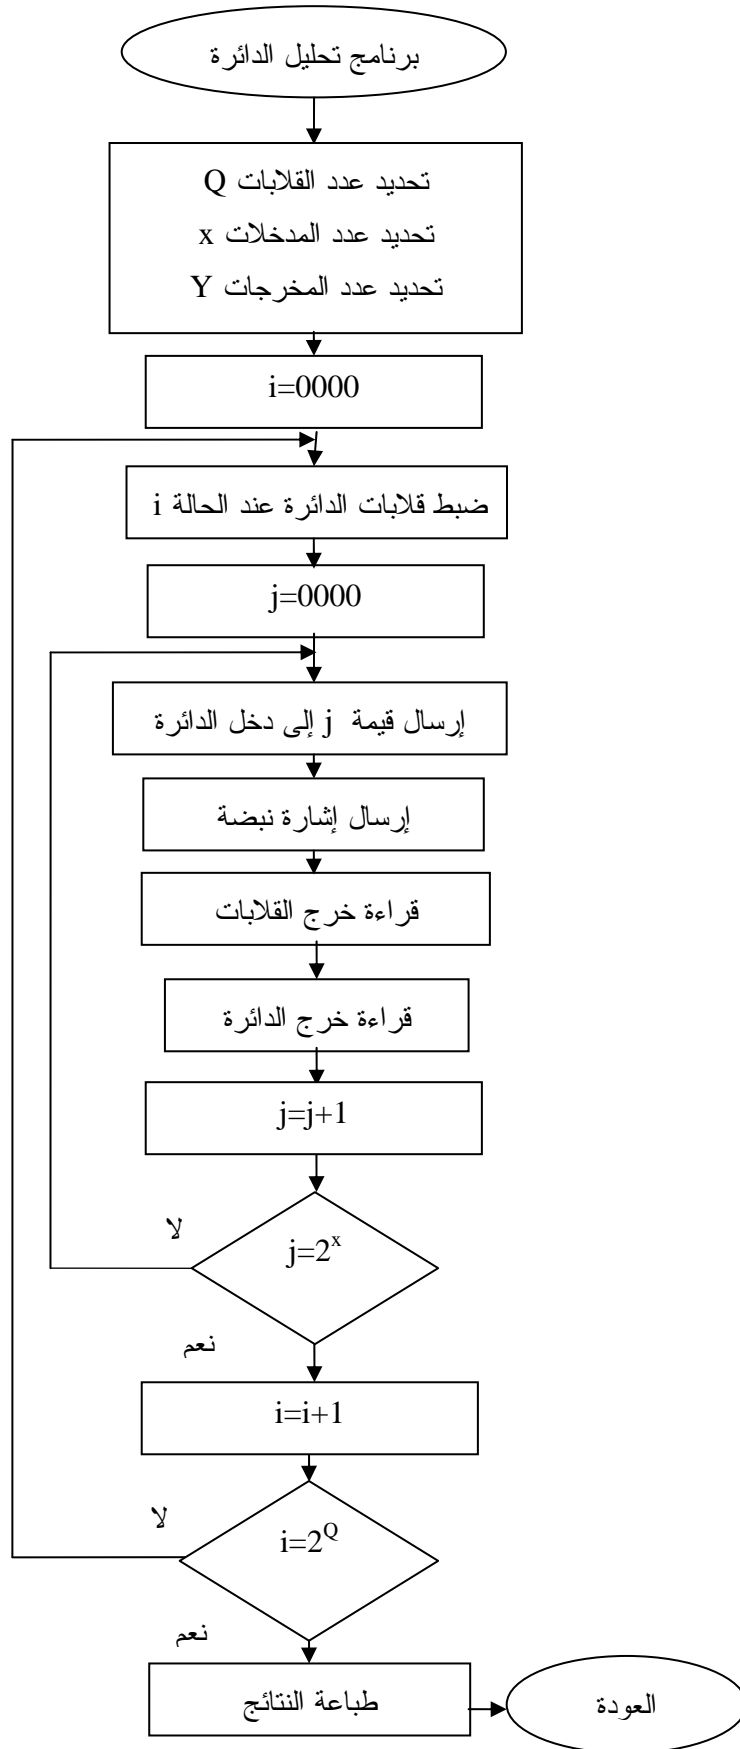 برنامج تحليل الدائرة
تحديد عدد القلابات Q
تحديد عدد المدخلات x
تحديد عدد المخرجات Y
i=0000
ضبط قلابات الدائرة عند الحالة i
j=0000
إرسال قيمة j إلى دخل الدائرة
إرسال إشارة نبضة
قراءة خرج القلابات
قراءة خرج الدائرة
j=j+1
لا
j=2^x
نعم
i=i+1
لا
i=2^Q
نعم
طباعة النتائج
العودة